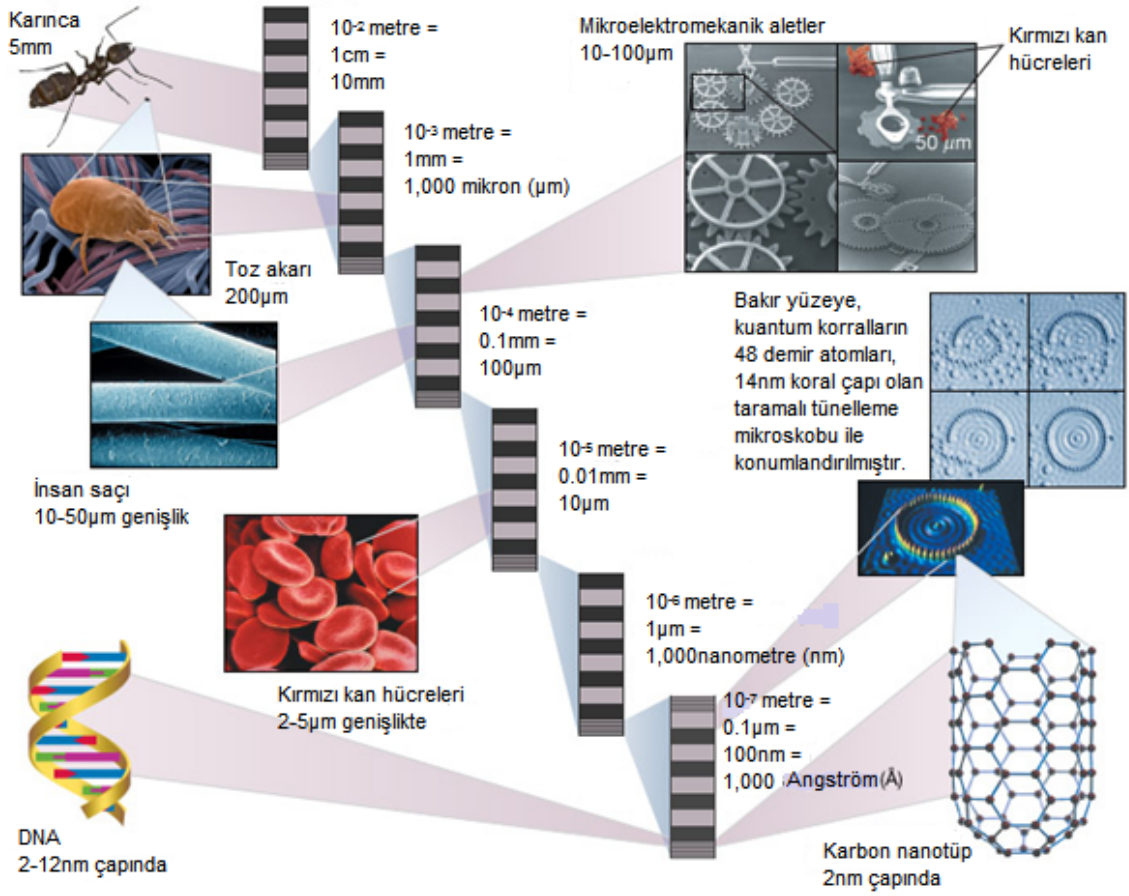 Karınca
5mm
10-2 metre =
1cm =
10mm
Mikroelektromekanik aletler
10-100µm
Kırmızı kan
hücreleri
50 µm
10-3 metre =
1mm =
1,000 mikron (µm)
Toz akarı
200µm
10-4 metre =
0.1mm =
100µm
Bakır yüzeye,
kuantum korralların
48 demir atomları,
14nm koral çapı olan
taramalı tünelleme
mikroskobu ile
konumlandırılmıştır.
İnsan saçı
10-50µm genişlik
10-5 metre =
0.01mm =
10µm
Kırmızı kan hücreleri
2-5µm genişlikte
10-6 metre =
1µm =
1,000nanometre (nm)
10-7 metre =
0.1µm =
100nm =
1,000 Angström(Å)
DNA
2-12nm çapında
Karbon nanotüp
2nm çapında